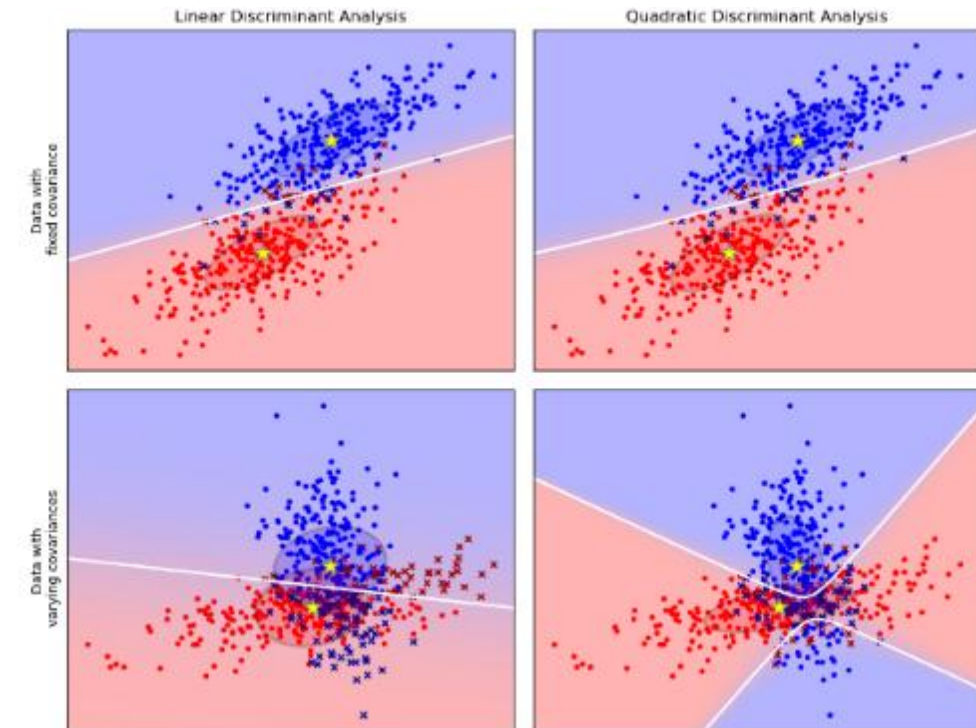 Linear Discriminant Analysis
Quadratic Discriminant Analysis
Data with
fixed covariance
Data with
varying covariances